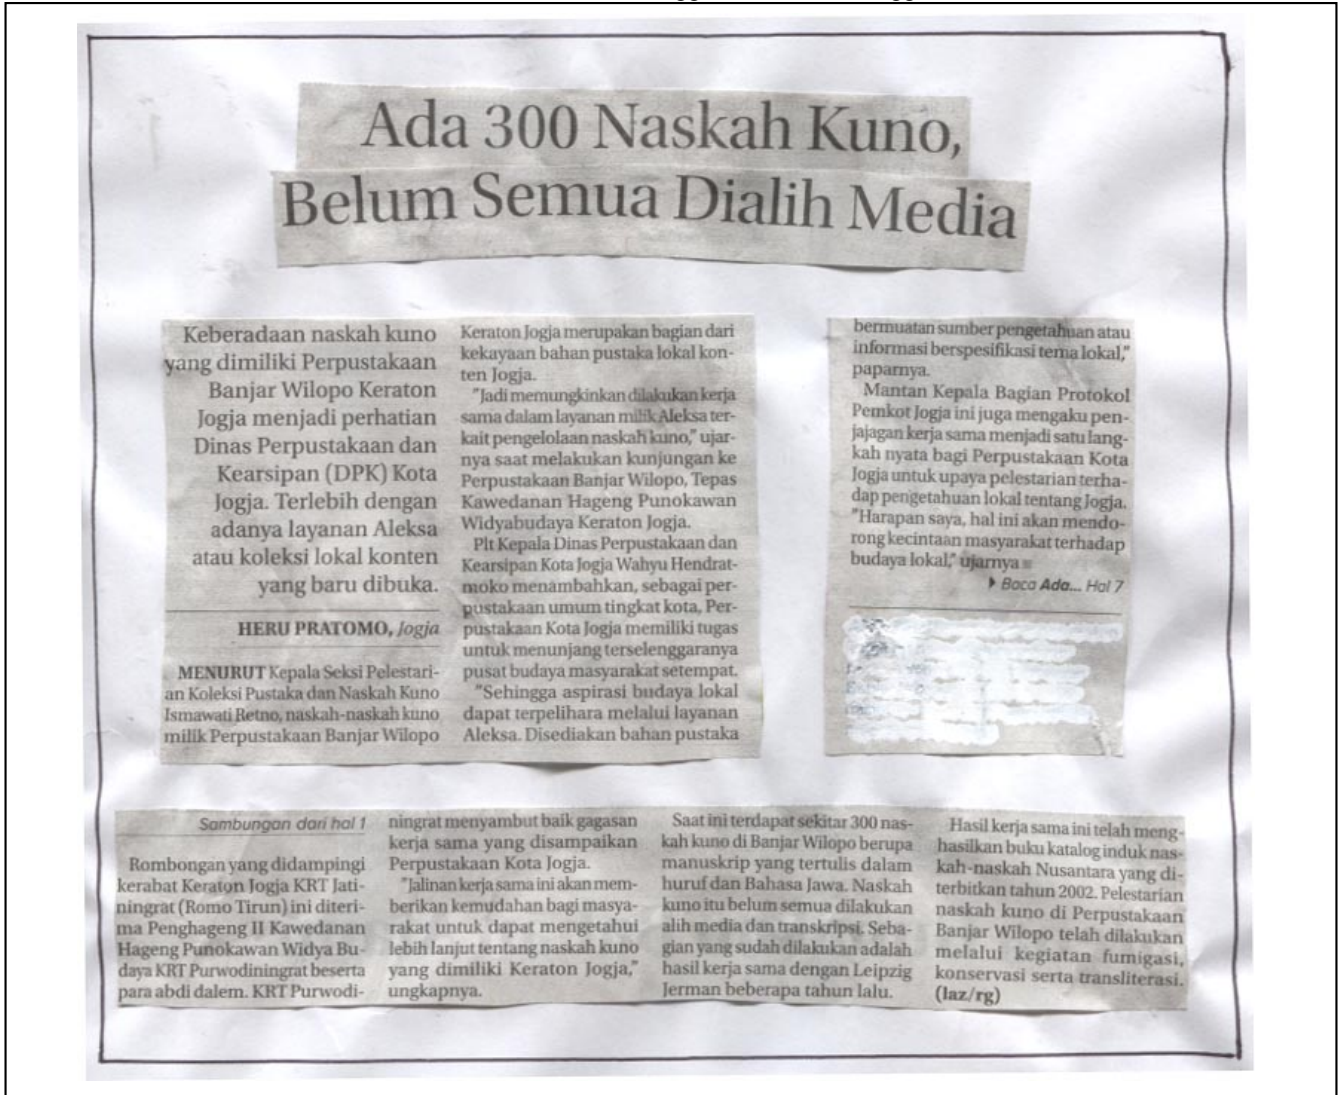 Ada 300 Naskah Kuno,
Belum Semua Dialih Media
Keberadaan naskah kuno
yang dimiliki Perpustakaan
Banjar Wilopo Keraton
Jogja menjadi perhatian
Dinas Perpustakaan dan
Kearsipan (DPK) Kota
Jogja. Terlebih dengan
adanya layanan Aleksa
atau koleksi lokal konten
yang baru dibuka.
HERU PRATOMO, Jogja
MENURUT Kepala Seksi Pelestari-
an Koleksi Pustaka dan Naskah Kuno
Ismawati Retno, naskah-naskah kuno
milik Perpustakaan Banjar Wilopo
Keraton Jogja merupakan bagian dari
kekayaan bahan pustaka lokal kon-
ten Jogja.
"Jadi memungkinkan dilakukan kerja
sama dalam layanan milik Aleksa ter-
kait pengelolaan naskah kuno," ujar-
nya saat melakukan kunjungan ke
Perpustakaan Banjar Wilopo, Tepas
Kawedanan Hageng Punokawan
Widyabudaya Keraton Jogja.
Plt Kepala Dinas Perpustakaan dan
Kearsipan Kota Jogja Wahyu Hendrat-
moko menambahkan, sebagai per-
pustakaan umum tingkat kota, Per-
pustakaan Kota Jogja memiliki tugas
untuk menunjang terselenggaranya
pusat budaya masyarakat setempat.
"Sehingga aspirasi budaya lokal
dapat terpelihara melalui layanan
Aleksa. Disediakan bahan pustaka
bermuatan sumber pengetahuan atau
informasi berspesifikasi tema lokal,"
paparnya.
Mantan Kepala Bagian Protokol
Pemkot Jogja ini juga mengaku pen-
jajagan kerja sama menjadi satu lang-
kah nyata bagi Perpustakaan Kota
Jogja untuk upaya pelestarian terha-
dap pengetahuan lokal tentang Jogja.
"Harapan saya, hal ini akan mendo-
rong kecintaan masyarakat terhadap
budaya lokal," ujarnya
Baca Ada... Hal 7
Sambungan dari hal 1
Rombongan yang didampingi
kerabat Keraton Jogja KRT Jati-
ningrat (Romo Tirun) ini diteri-
ma Penghageng II Kawedanan
Hageng Punokawan Widya Bu-
daya KRT Purwodiningrat beserta
para abdi dalem. KRT Purwodi-
ningrat menyambut baik gagasan
kerja sama yang disampaikan
Perpustakaan Kota Jogja.
"Jalinan kerja sama ini akan mem-
berikan kemudahan bagi masya-
rakat untuk dapat mengetahui
lebih lanjut tentang naskah kuno
yang dimiliki Keraton Jogja,"
ungkapnya.
Saat ini terdapat sekitar 300 nas-
kah kuno di Banjar Wilopo berupa
manuskrip yang tertulis dalam
huruf dan Bahasa Jawa. Naskah
kuno itu belum semua dilakukan
alih media dan transkripsi. Seba-
gian yang sudah dilakukan adalah
hasil kerja sama dengan Leipzig
Jerman beberapa tahun lalu.
Hasil kerja sama ini telah meng-
hasilkan buku katalog induk nas-
kah-naskah Nusantara yang di-
terbitkan tahun 2002. Pelestarian
naskah kuno di Perpustakaan
Banjar Wilopo telah dilakukan
melalui kegiatan fumigasi,
konservasi serta transliterasi.
(laz/rg)